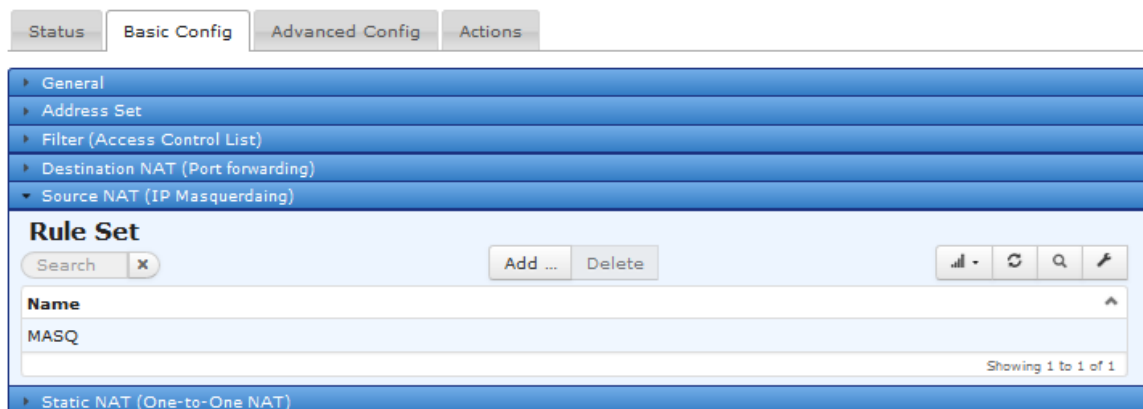 Status Basic Config Advanced Config Actions
General
Address Set
Filter (Access Control List)
Destination NAT (Port forwarding)
Source NAT (IP Masquerdaing)
Rule Set
Search Add ... Delete
Name
MASQ
Showing 1 to 1 of 1
Static NAT (One-to-One NAT)